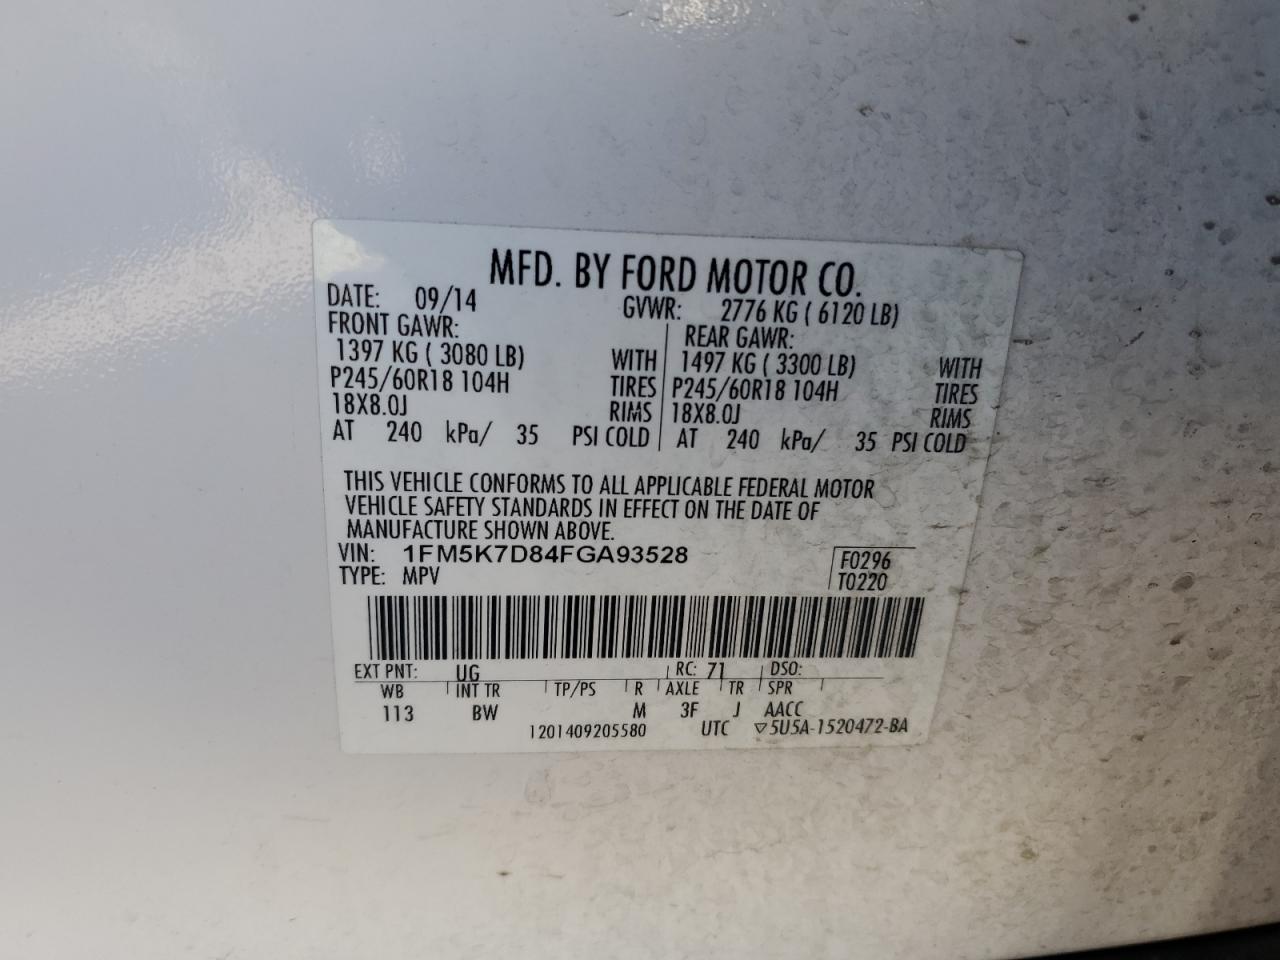 MFD. BY FORD MOTOR CO.
DATE: 09/14 GVWR: 2776 KG ( 6120 LB)
FRONT GAWR: REAR GAWR:
1397 KG ( 3080 LB) WITH 1497 KG ( 3300 LB) WITH
P245/60R18 104H TIRES P245/60R18 104H TIRES
18X8.0J RIMS 18X8.0J RIMS
AT 240 kPa/ 35 PSI COLD AT 240 kPa/ 35 PSI COLD
THIS VEHICLE CONFORMS TO ALL APPLICABLE FEDERAL MOTOR
VEHICLE SAFETY STANDARDS IN EFFECT ON THE DATE OF
MANUFACTURE SHOWN ABOVE.
VIN: 1FM5K7D84FGA93528 F0296
TYPE: MPV T0220
EXT PNT: UG RC: 71 DSO:
WB INT TR TP/PS R AXLE TR SPR
113 BW M 3F J AACC
1201409205580 UTC ▽5U5A-1520472-BA